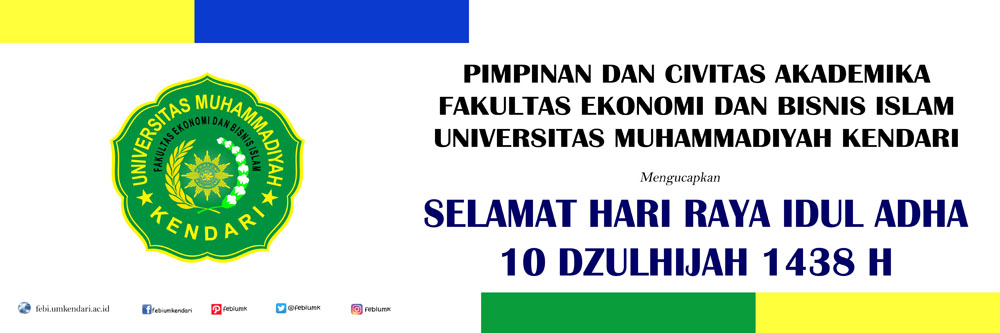 UNIVERSITAS MUHAMMADIYAH
FAKULTAS EKONOMI DAN BISNIS ISLAM
KENDARI
PIMPINAN DAN CIVITAS AKADEMIKA
FAKULTAS EKONOMI DAN BISNIS ISLAM
UNIVERSITAS MUHAMMADIYAH KENDARI
Mengucapkan
SELAMAT HARI RAYA IDUL ADHA
10 DZULHIJAH 1438 H
febi.umkendari.ac.id
febiumkendari
febiumk
@febiumk
febiumk